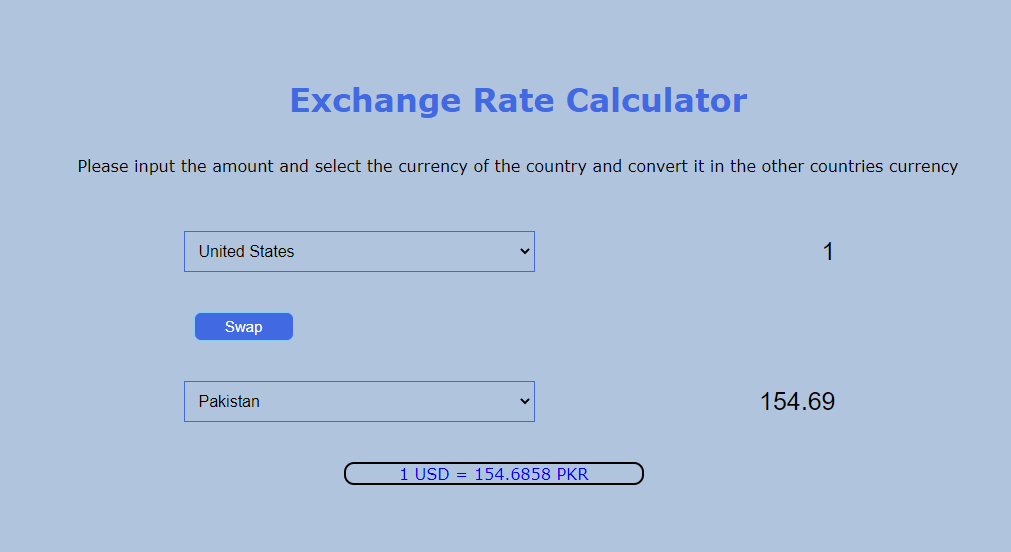 Exchange Rate Calculator
Please input the amount and select the currency of the country and convert it in the other countries currency
United States 1
Swap
Pakistan 154.69
1 USD = 154.6858 PKR